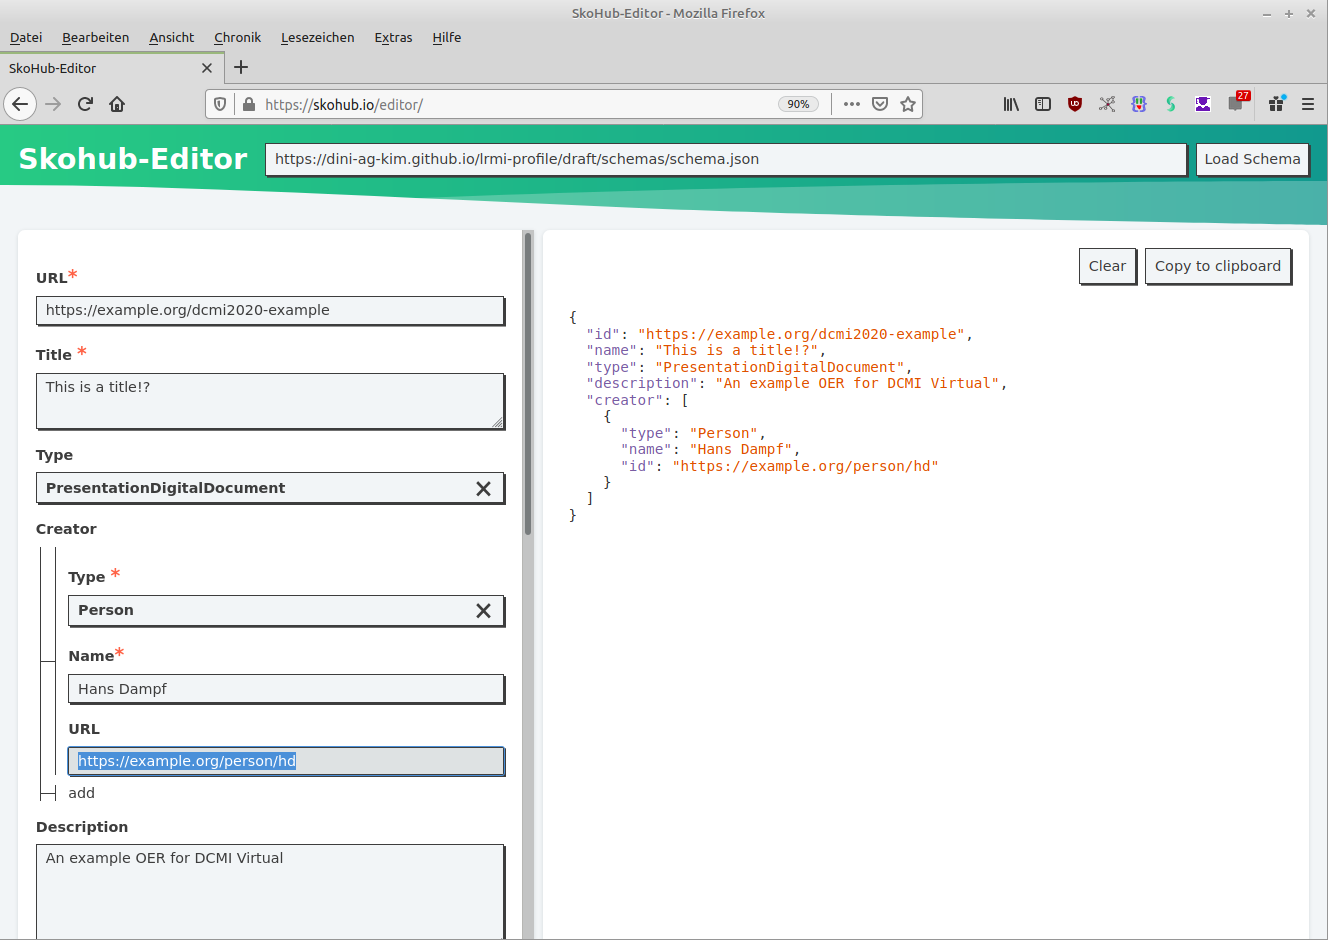 SkoHub-Editor - Mozilla Firefox
Datei Bearbeiten Ansicht Chronik Lesezeichen Extras Hilfe
SkoHub-Editor
https://skohub.io/editor/ 90% 27
Skohub-Editor https://dini-ag-kim.github.io/lrmi-profile/draft/schemas/schema.json Load Schema
URL*
https://example.org/dcmi2020-example
Title *
This is a title!?
Type
PresentationDigitalDocument
Creator
Type *
Person
Name*
Hans Dampf
URL
https://example.org/person/hd
add
Description
An example OER for DCMI Virtual
Clear Copy to clipboard
{
"id": "https://example.org/dcmi2020-example",
"name": "This is a title!?",
"type": "PresentationDigitalDocument",
"description": "An example OER for DCMI Virtual",
"creator": [
{
"type": "Person",
"name": "Hans Dampf",
"id": "https://example.org/person/hd"
}
]
}